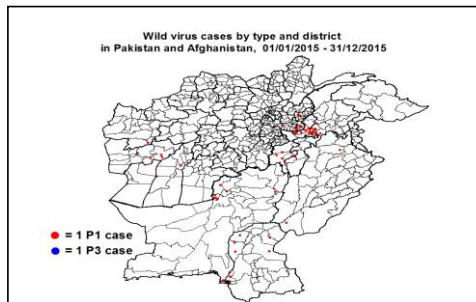 Wild virus cases by type and district
in Pakistan and Afghanistan, 01/01/2015 - 31/12/2015
= 1 P1 case
= 1 P3 case